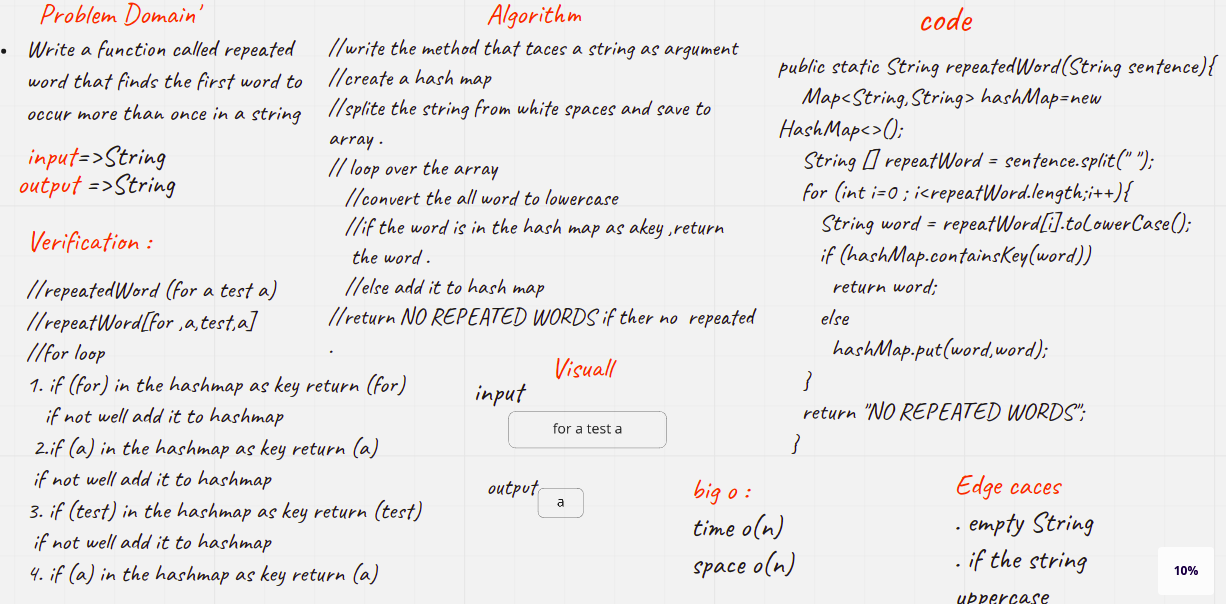 Problem Domain'
• Write a function called repeated
word that finds the first word to
occur more than once in a string
input=>String
output =>String
Verification :
//repeatedWord (for a test a)
//repeatWord[for ,a,test,a]
//for loop
1. if (for) in the hashmap as key return (for)
if not well add it to hashmap
2.if (a) in the hashmap as key return (a)
if not well add it to hashmap
3. if (test) in the hashmap as key return (test)
if not well add it to hashmap
4. if (a) in the hashmap as key return (a)
Algorithm
//write the method that taces a string as argument
//create a hash map
//splite the string from white spaces and save to
array .
// loop over the array
//convert the all word to lowercase
//if the word is in the hash map as akey ,return
the word .
//else add it to hash map
//return NO REPEATED WORDS if ther no repeated
.
Visuall
input
for a test a
output
a
code
public static String repeatedWord(String sentence){
Map<String,String> hashMap=new
HashMap<>();
String [] repeatWord = sentence.split(" ");
for (int i=0 ; i<repeatWord.length;i++){
String word = repeatWord[i].toLowerCase();
if (hashMap.containsKey(word))
return word;
else
hashMap.put(word,word);
}
return "NO REPEATED WORDS";
}
big o :
time o(n)
space o(n)
Edge caces
. empty String
. if the string
uppercase
10%